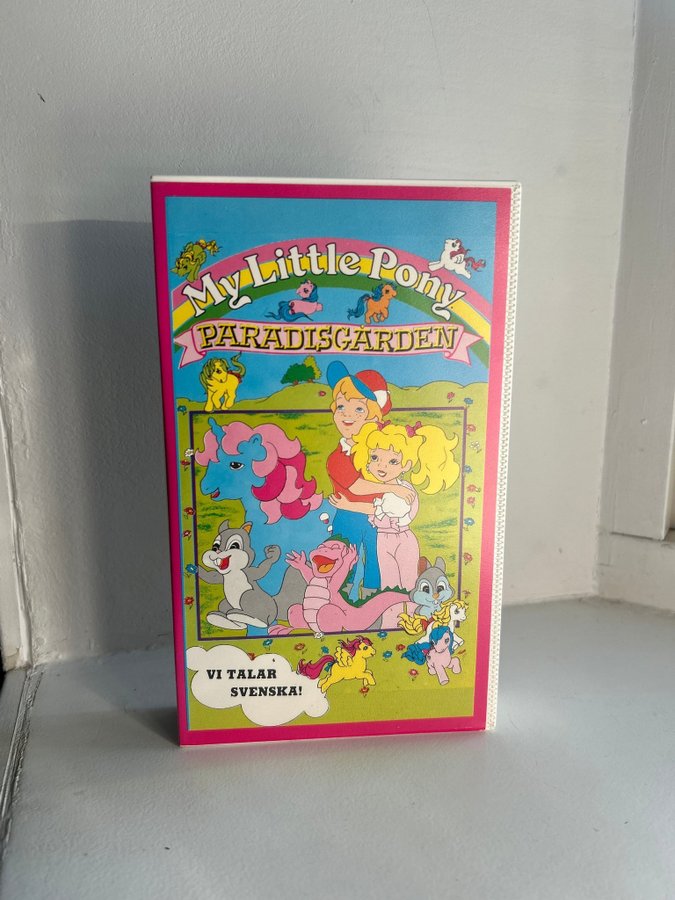 My Little Pony
PARADISGÅRDEN
VI TALAR
SVENSKA!